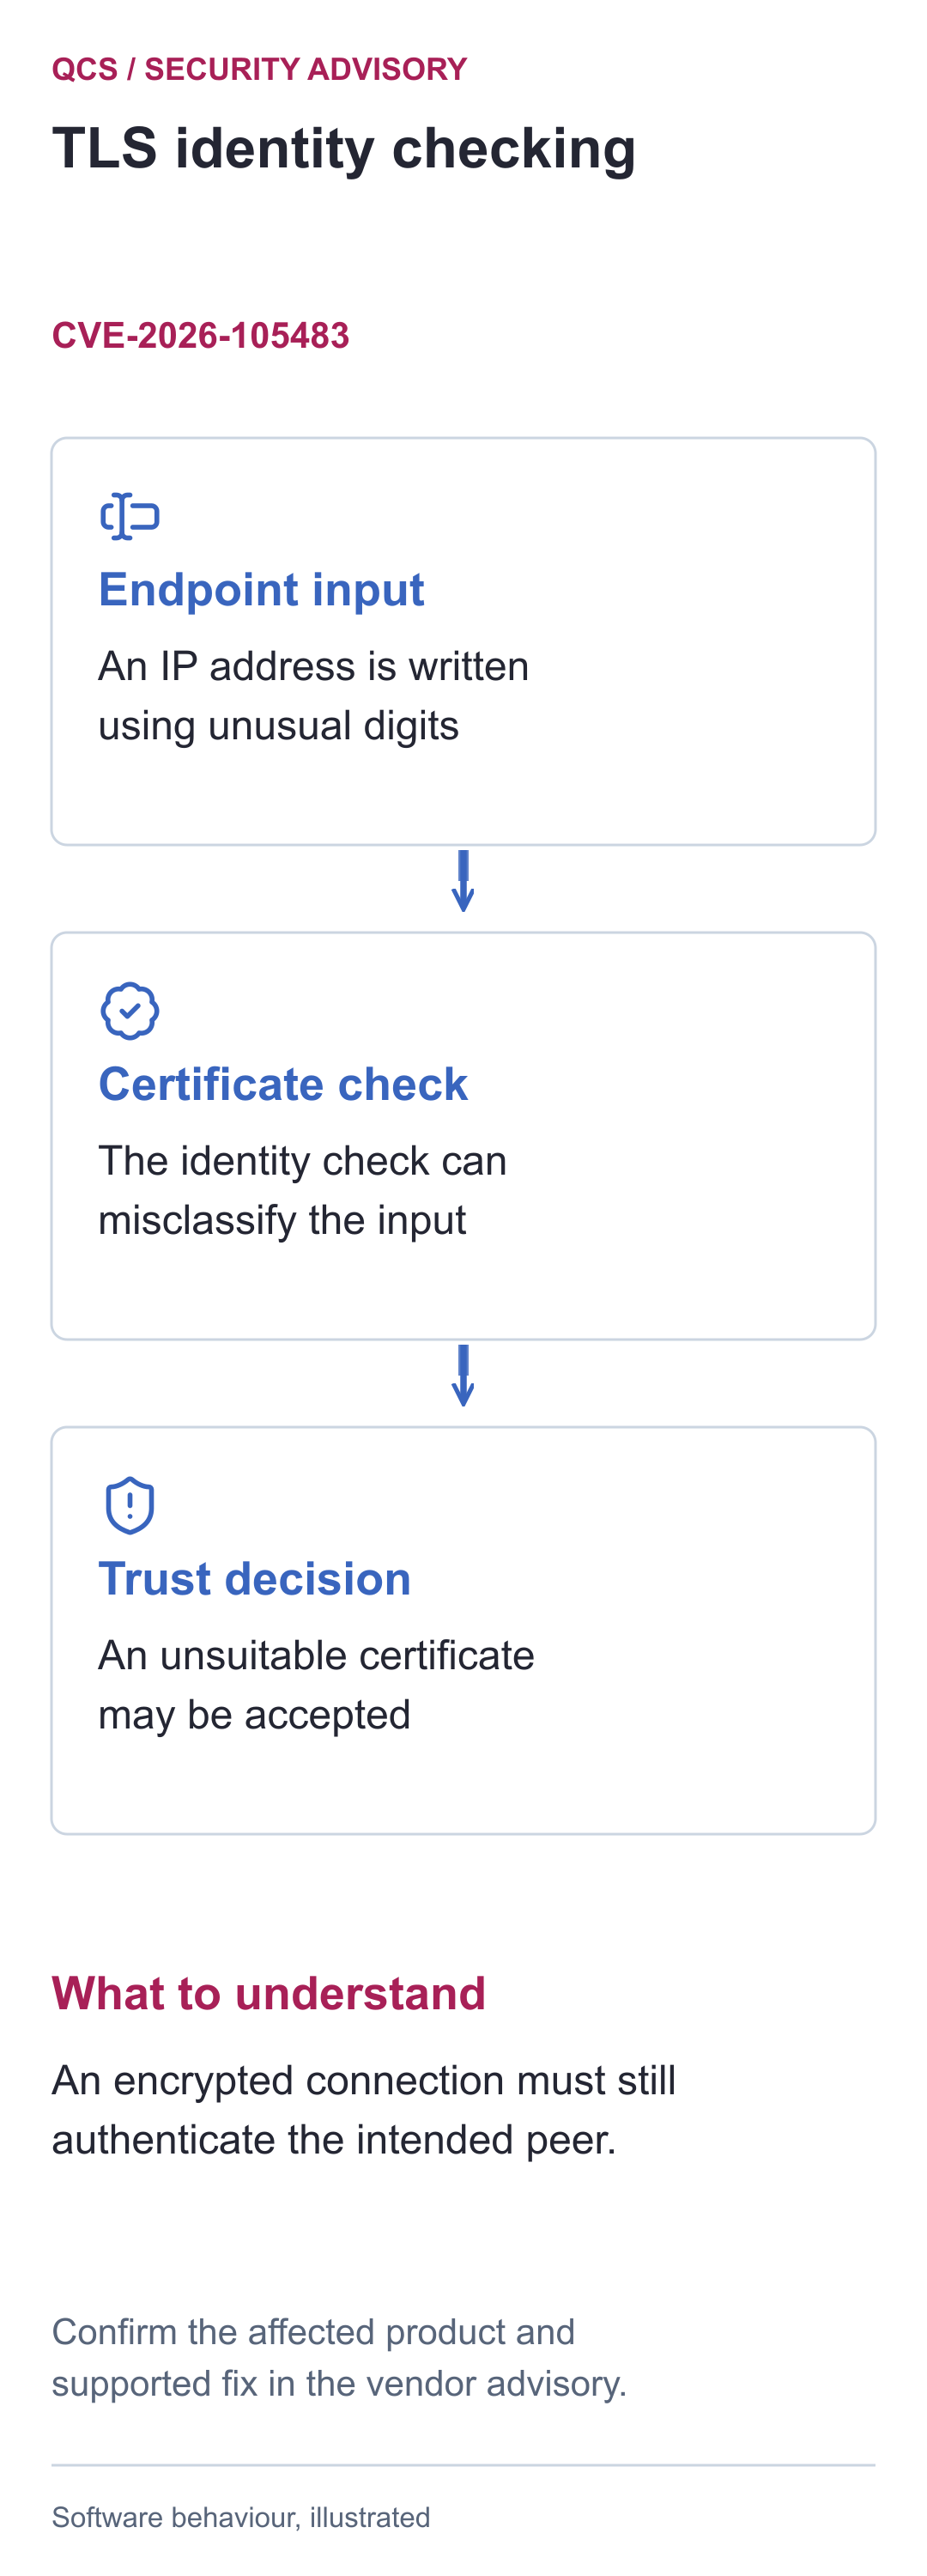 QCS / SECURITY ADVISORY
TLS identity checking
CVE-2026-105483
Endpoint input
An IP address is written
using unusual digits
Certificate check
The identity check can
misclassify the input
Trust decision
An unsuitable certificate
may be accepted
What to understand
An encrypted connection must still
authenticate the intended peer.
Confirm the affected product and
supported fix in the vendor advisory.
Software behaviour, illustrated